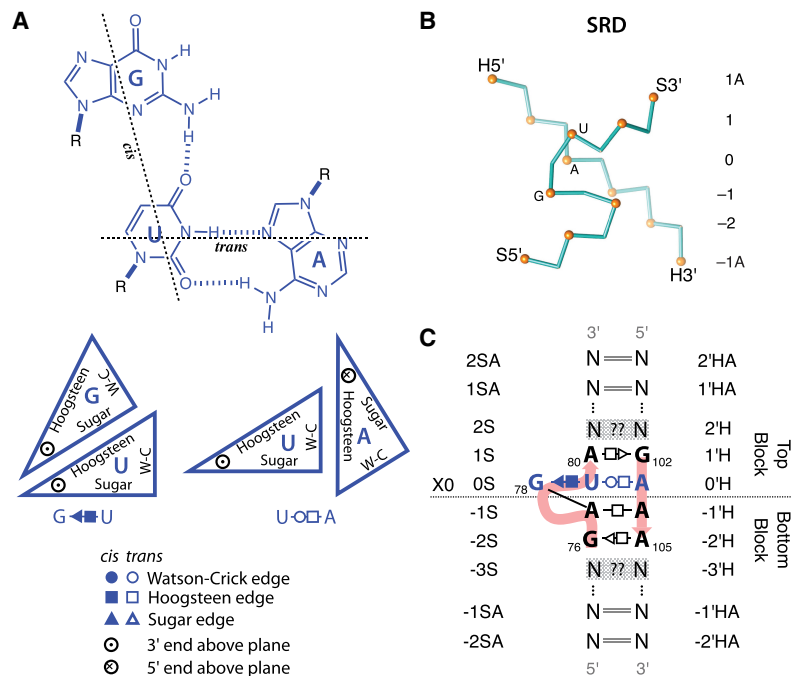 A
O
N
N
H
G
N
N
N
H
R
H
cis
O
R
N
U
N
H
N
N
trans
A
N
N
R
O
H
N
H
Hoogsteen
W-C
G
Sugar
Hoogsteen
U
W-C
Sugar
Hoogsteen
U
W-C
Sugar
Sugar
Hoogsteen
A
W-C
G U
U A
cis trans
Watson-Crick edge
Hoogsteen edge
Sugar edge
3' end above plane
5' end above plane
B
SRD
H5'
S3'
1A
U
1
A
0
G
−1
−2
S5'
H3'
−1A
C
3' 5'
2SA N N 2'HA
1SA N N 1'HA
2S N ?? N 2'H
1S 80 A G 102 1'H
X0 0S 78 G U A 0'H
-1S A A -1'H
-2S 76 G A 105 -2'H
-3S N ?? N -3'H
-1SA N N -1'HA
-2SA N N -2'HA
5' 3'
Top
Block
Bottom
Block